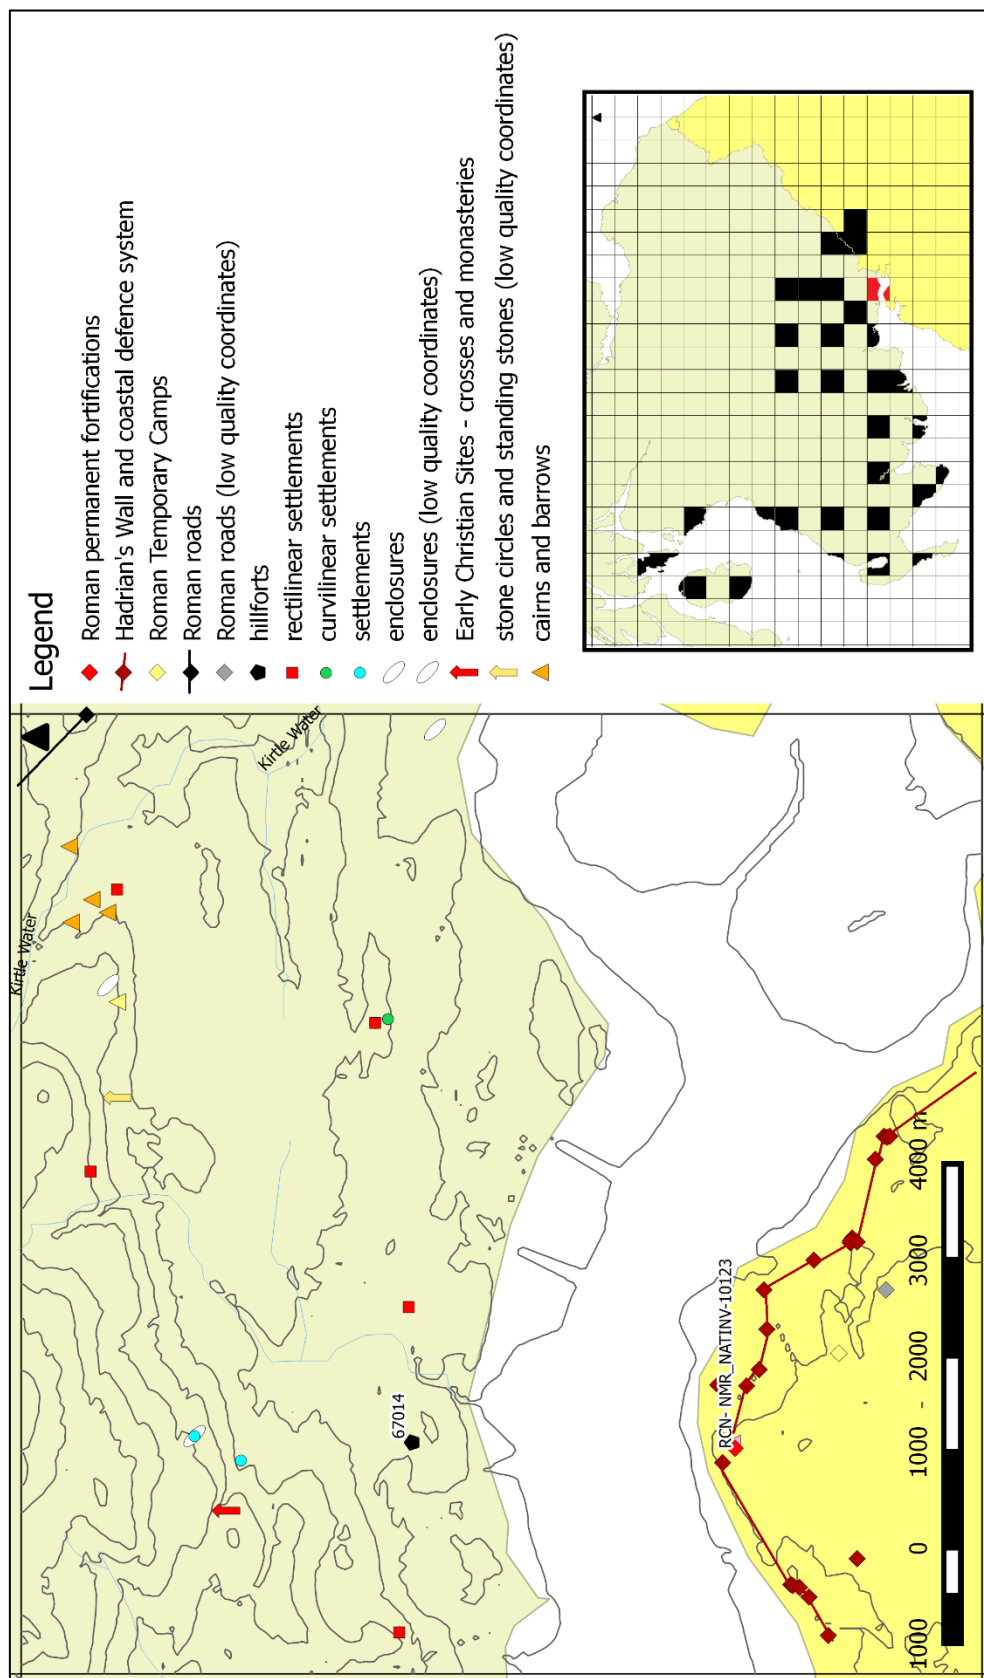 Legend
Roman permanent fortifications
Hadrian's Wall and coastal defence system
Roman Temporary Camps
Roman roads
Roman roads (low quality coordinates)
hillforts
rectilinear settlements
curvilinear settlements
settlements
enclosures
enclosures (low quality coordinates)
Early Christian Sites - crosses and monasteries
stone circles and standing stones (low quality coordinates)
cairns and barrows
Kirtle Water
Kirtle Water
67014
RCN- NMR_NATINV-10123
1000 0 1000 2000 3000 4000 m